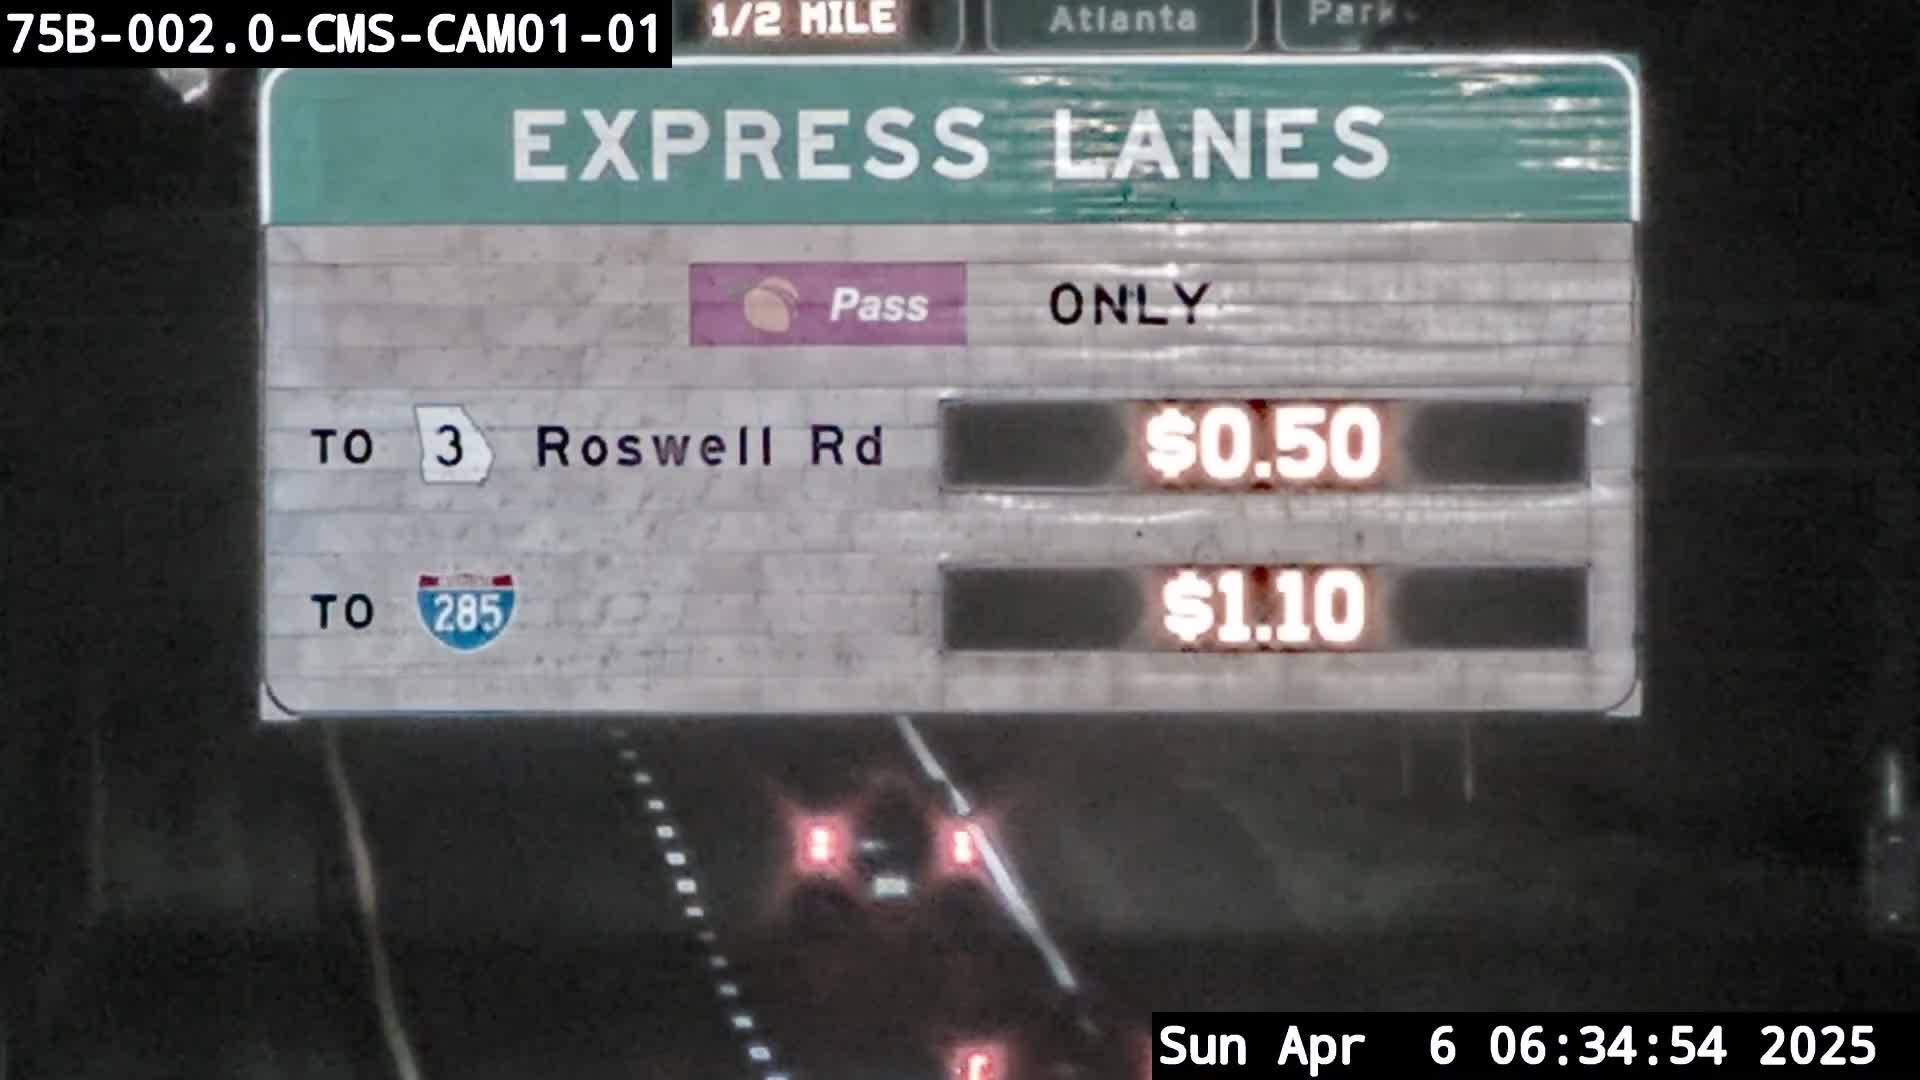 75B-002.0-CMS-CAM01-01
1/2 MILE
Atlanta
Park
EXPRESS LANES
Pass ONLY
TO 3 Roswell Rd $0.50
TO 285 $1.10
Sun Apr 6 06:34:54 2025